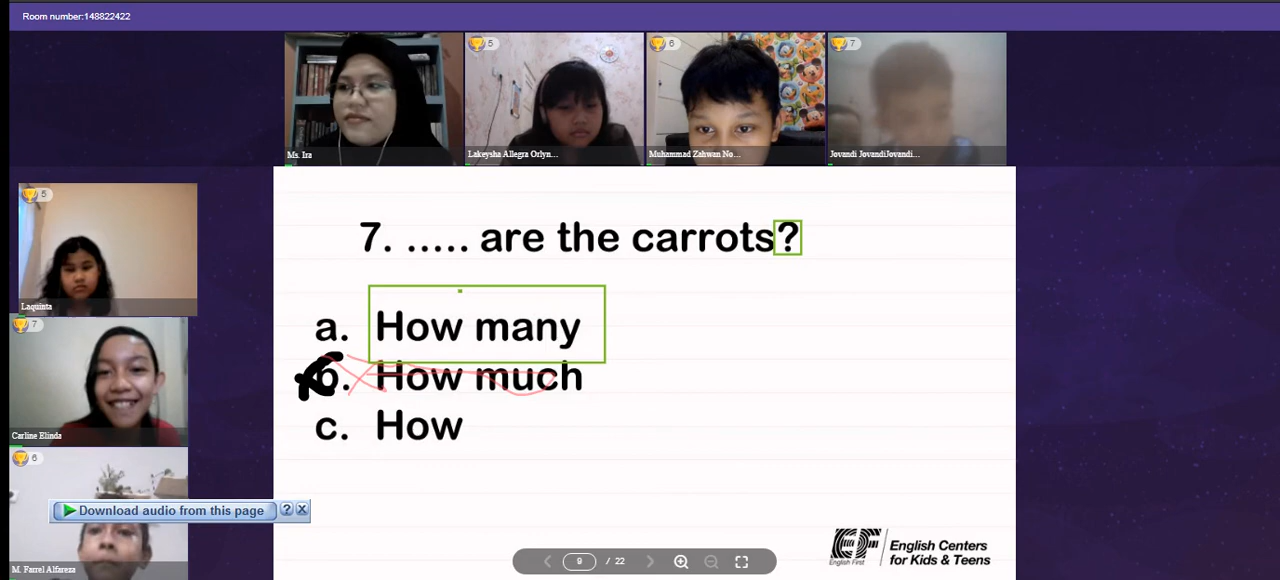 Room number:148822422
5
6
7
Ms. Ira
Lakeysha Allegra Orlyn...
Muhammad Zahwan No...
Jovandi JovandiJovandi...
5
Laquinta
7
Carline Elinda
6
M. Farrel Alfareza
Download audio from this page ? X
7. ..... are the carrots?
a. How many
b. How much
c. How
9 / 22
EF
English First
English Centers
for Kids & Teens